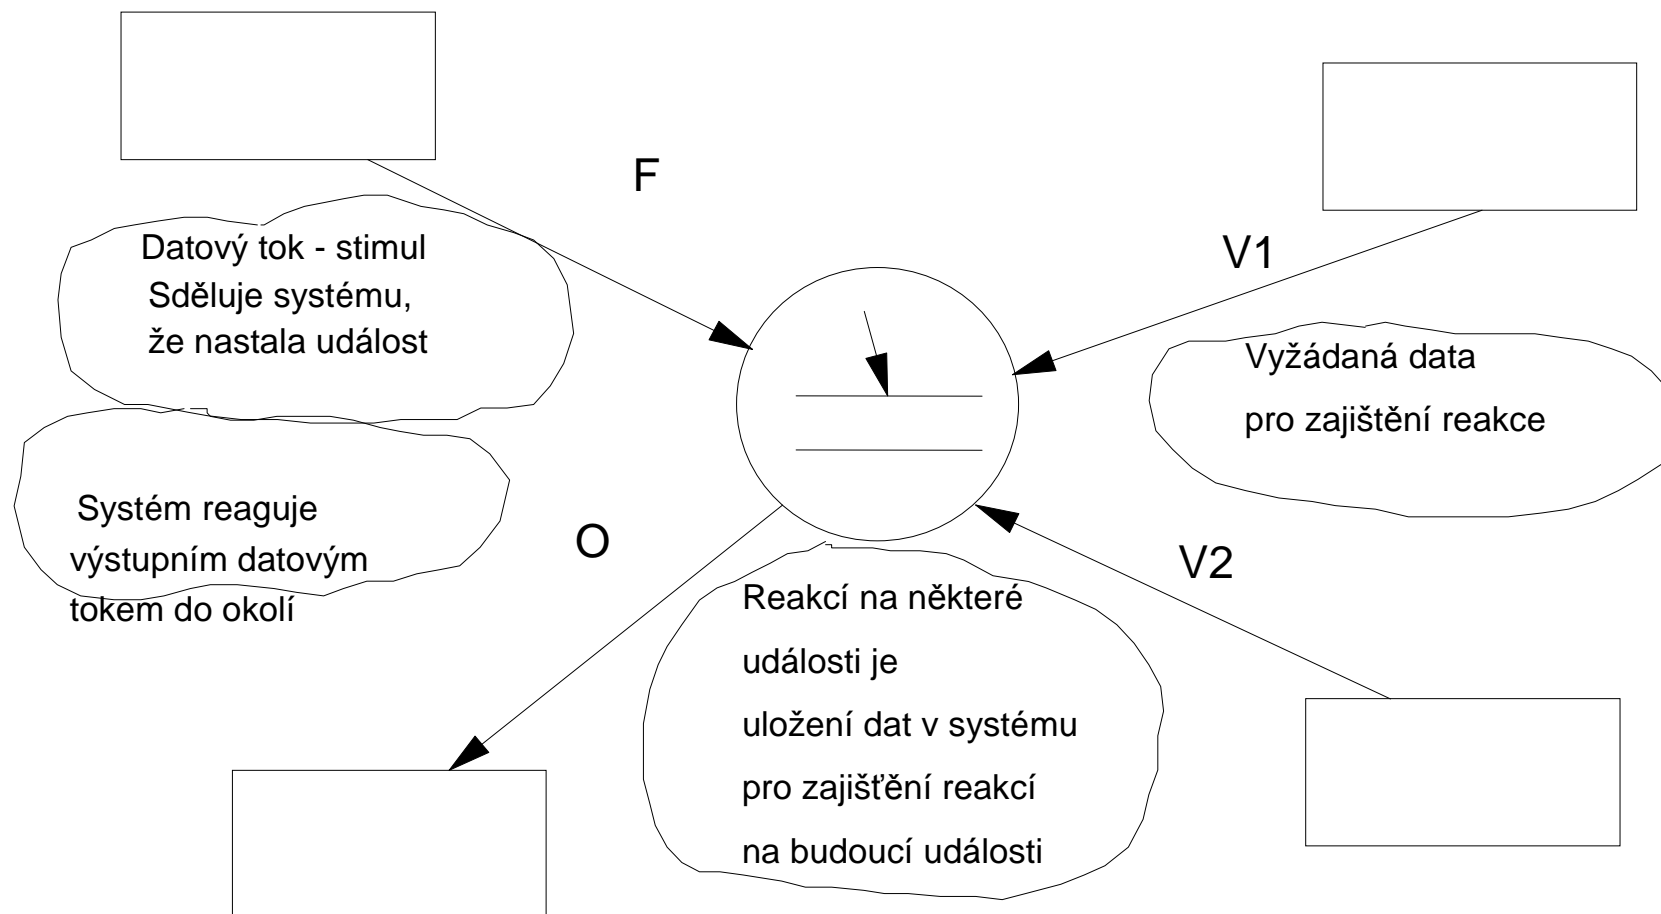 F
Datový tok - stimul
Sděluje systému,
že nastala událost
V1
Vyžádaná data
pro zajištění reakce
Systém reaguje
výstupním datovým
tokem do okolí
O
V2
Reakcí na některé
události je
uložení dat v systému
pro zajišťění reakcí
na budoucí události